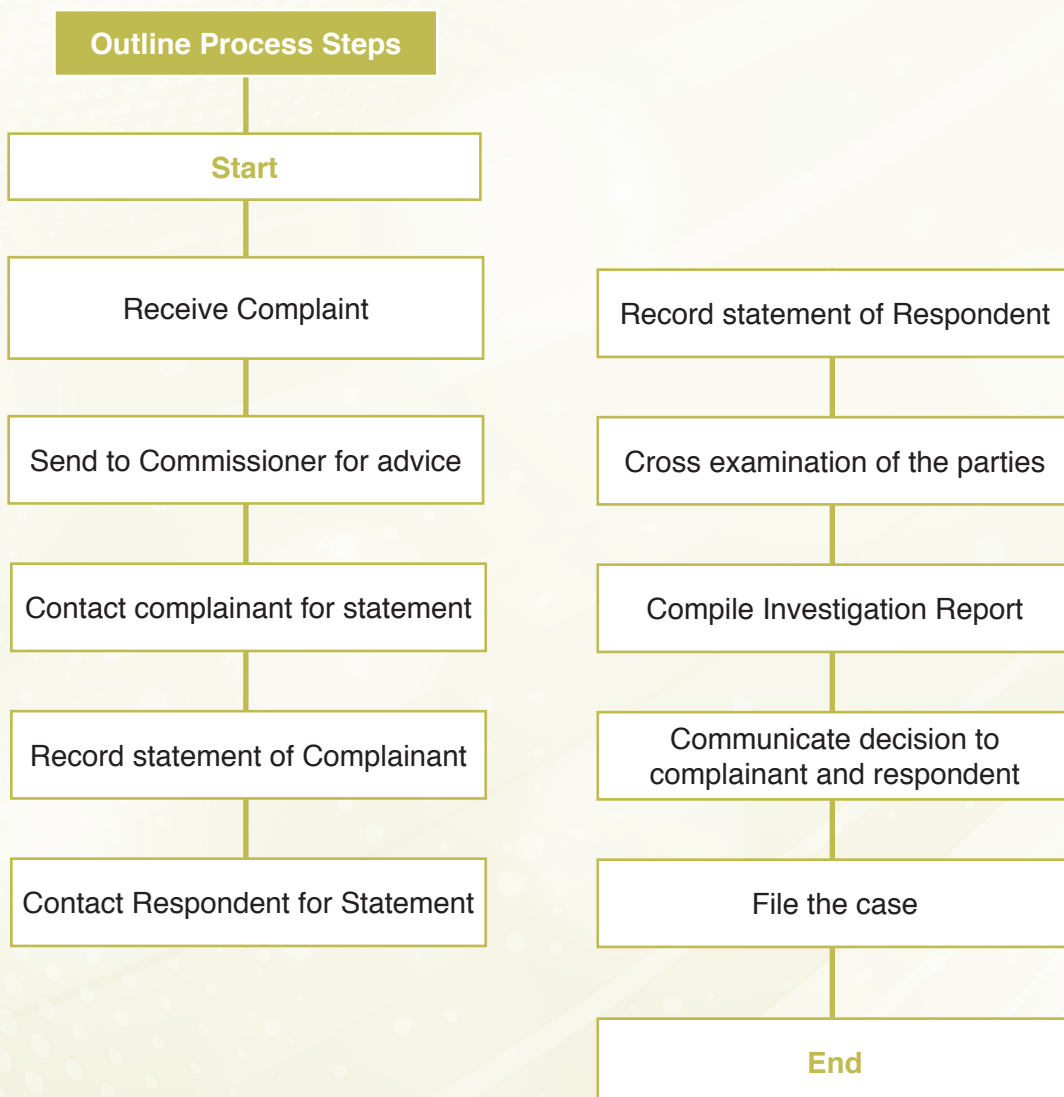 Outline Process Steps
Start
Receive Complaint
Send to Commissioner for advice
Contact complainant for statement
Record statement of Complainant
Contact Respondent for Statement
Record statement of Respondent
Cross examination of the parties
Compile Investigation Report
Communicate decision to
complainant and respondent
File the case
End